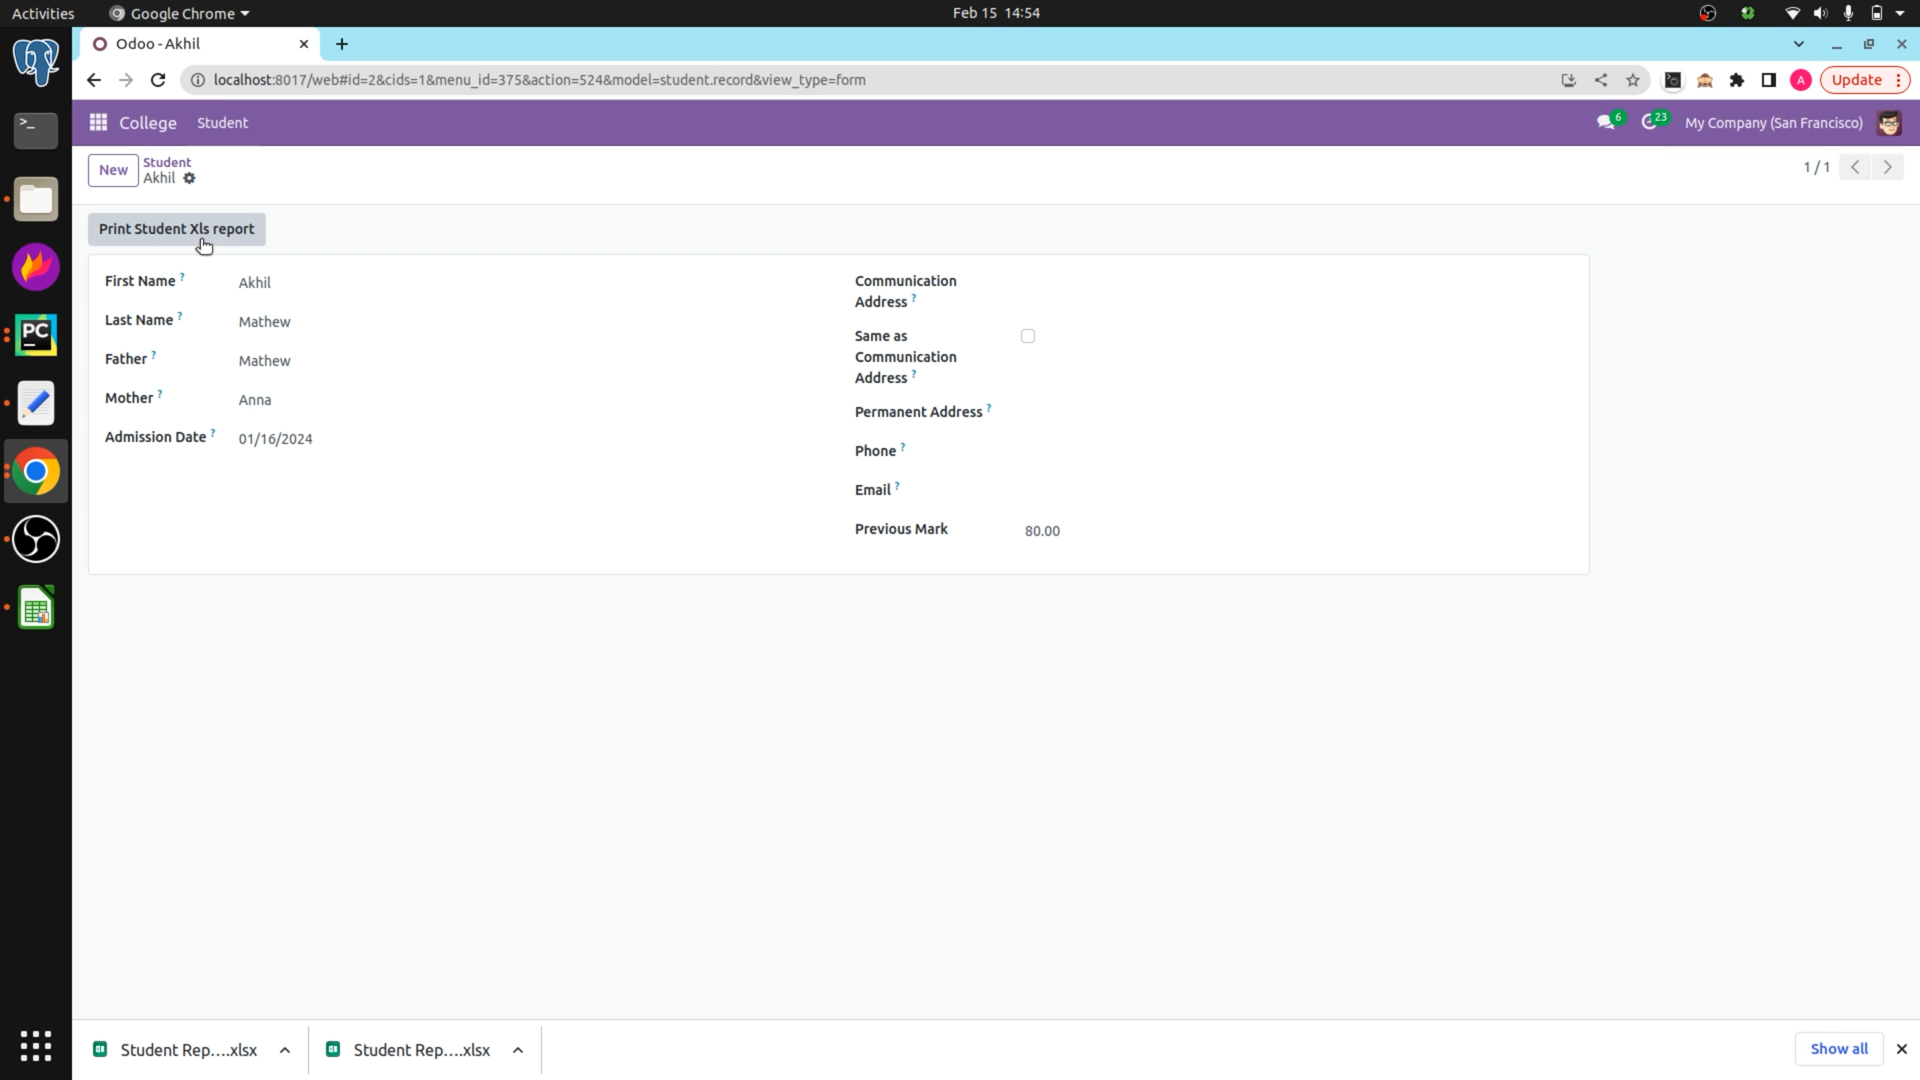 Activities
Google Chrome
Feb 15 14:54
Odoo - Akhil
localhost:8017/web#id=2&cids=1&menu_id=375&action=524&model=student.record&view_type=form
A
Update
College
Student
6
23
My Company (San Francisco)
New
Student
Akhil
1 / 1
Print Student Xls report
First Name ?
Akhil
Last Name ?
Mathew
Father ?
Mathew
Mother ?
Anna
Admission Date ?
01/16/2024
Communication
Address ?
Same as
Communication
Address ?
Permanent Address ?
Phone ?
Email ?
Previous Mark
80.00
PC
Student Rep....xlsx
Student Rep....xlsx
Show all